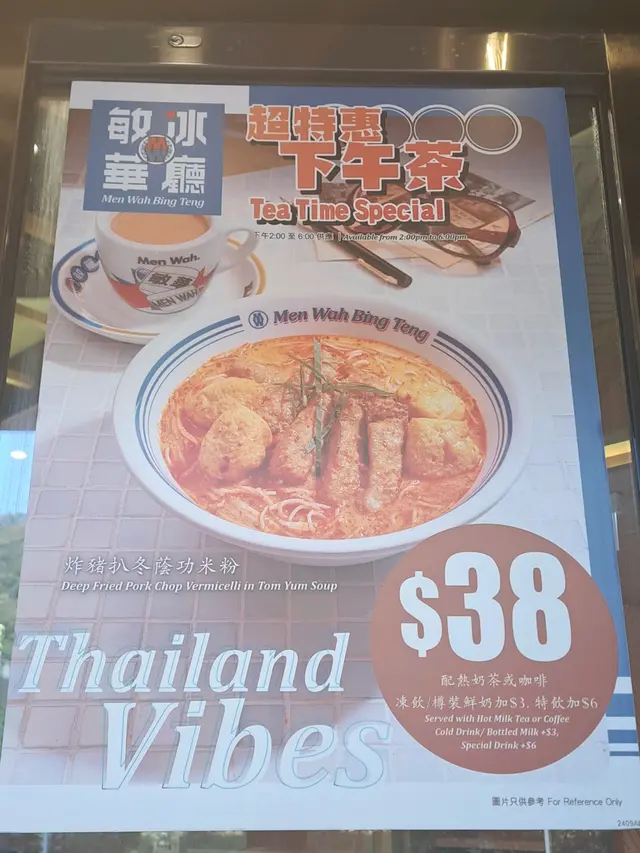 敏華冰廳
Men Wah Bing Teng
超特惠
下午茶
Tea Time Special
下午2:00 至 6:00 供應 | Available from 2:00pm to 6:00pm
Men Wah.
敏華
MEN WAH
Men Wah Bing Teng
炸豬扒冬蔭功米粉
Deep Fried Pork Chop Vermicelli in Tom Yum Soup
$38
配熱奶茶或咖啡
凍飲/樽裝鮮奶加$3, 特飲加$6
Served with Hot Milk Tea or Coffee
Cold Drink/ Bottled Milk +$3,
Special Drink +$6
Thailand
Vibes
圖片只供參考 For Reference Only